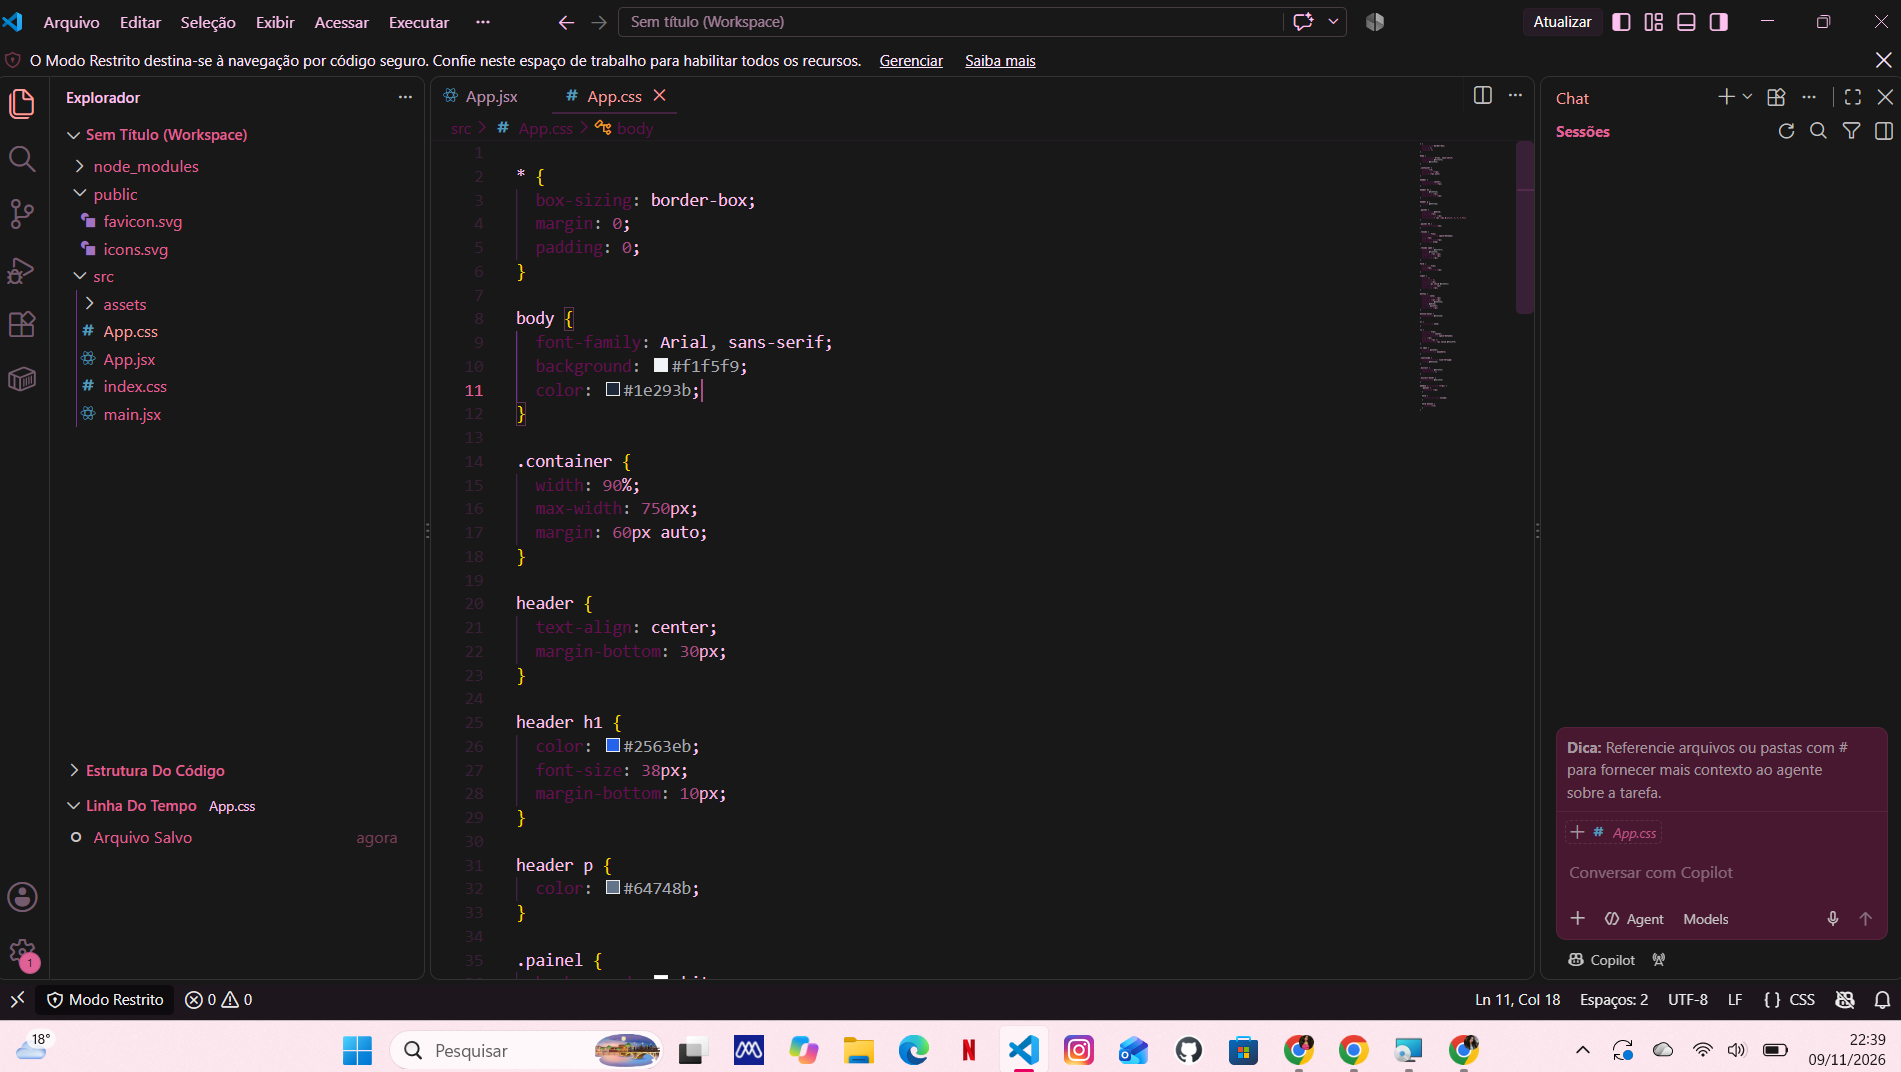 Arquivo Editar Seleção Exibir Acessar Executar ··· Sem título (Workspace) Atualizar
O Modo Restrito destina-se à navegação por código seguro. Confie neste espaço de trabalho para habilitar todos os recursos. Gerenciar Saiba mais
Explorador
Sem Título (Workspace)
node_modules
public
favicon.svg
icons.svg
src
assets
# App.css
App.jsx
# index.css
main.jsx
Estrutura Do Código
Linha Do Tempo App.css
Arquivo Salvo agora
App.jsx # App.css
src > # App.css > body
1
2 * {
3 box-sizing: border-box;
4 margin: 0;
5 padding: 0;
6 }
7
8 body {
9 font-family: Arial, sans-serif;
10 background: #f1f5f9;
11 color: #1e293b;
12 }
13
14 .container {
15 width: 90%;
16 max-width: 750px;
17 margin: 60px auto;
18 }
19
20 header {
21 text-align: center;
22 margin-bottom: 30px;
23 }
24
25 header h1 {
26 color: #2563eb;
27 font-size: 38px;
28 margin-bottom: 10px;
29 }
30
31 header p {
32 color: #64748b;
33 }
34
35 .painel {
Chat
Sessões
Dica: Referencie arquivos ou pastas com #
para fornecer mais contexto ao agente
sobre a tarefa.
+ # App.css
Conversar com Copilot
Agent Models
Copilot
1
Modo Restrito 0 0 Ln 11, Col 18 Espaços: 2 UTF-8 LF { } CSS
18° Pesquisar 22:39
09/11/2026